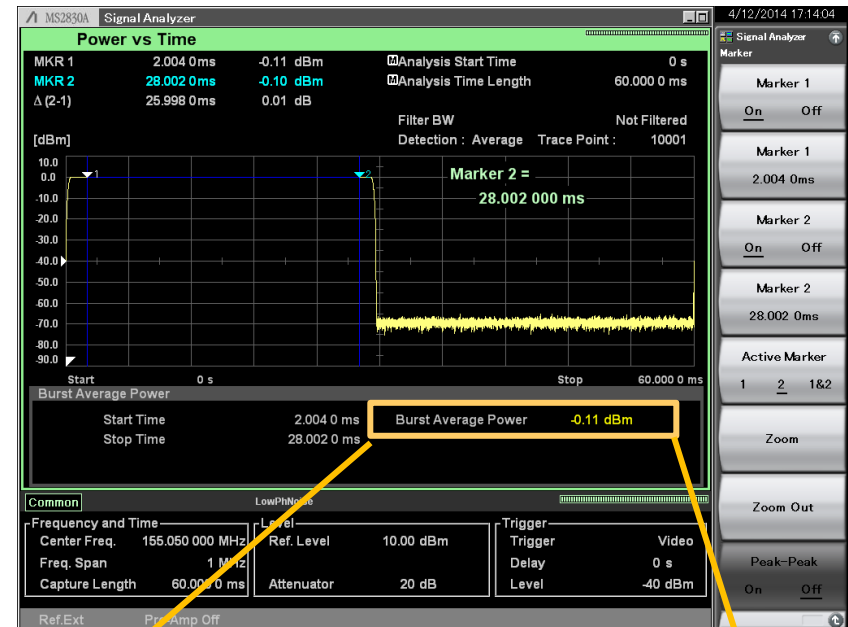 MS2830A Signal Analyzer
4/12/2014 17:14:04
Power vs Time
MKR 1 2.004 0ms -0.11 dBm
MKR 2 28.002 0ms -0.10 dBm
Δ (2-1) 25.998 0ms 0.01 dB
M Analysis Start Time 0 s
M Analysis Time Length 60.000 0 ms
Filter BW Not Filtered
Detection : Average Trace Point : 10001
[dBm]
10.0
0.0
-10.0
-20.0
-30.0
-40.0
-50.0
-60.0
-70.0
-80.0
-90.0
1
2
Marker 2 =
28.002 000 ms
Start 0 s Stop 60.000 0 ms
Burst Average Power
Start Time 2.004 0 ms Burst Average Power -0.11 dBm
Stop Time 28.002 0 ms
Common LowPhNoise
Frequency and Time
Center Freq. 155.050 000 MHz
Freq. Span 1 MHz
Capture Length 60.000 0 ms
Level
Ref. Level 10.00 dBm
Attenuator 20 dB
Trigger
Trigger Video
Delay 0 s
Level -40 dBm
Ref.Ext Pre-Amp Off
Signal Analyzer
Marker
Marker 1
On Off
Marker 1
2.004 0ms
Marker 2
On Off
Marker 2
28.002 0ms
Active Marker
1 2 1&2
Zoom
Zoom Out
Peak-Peak
On Off